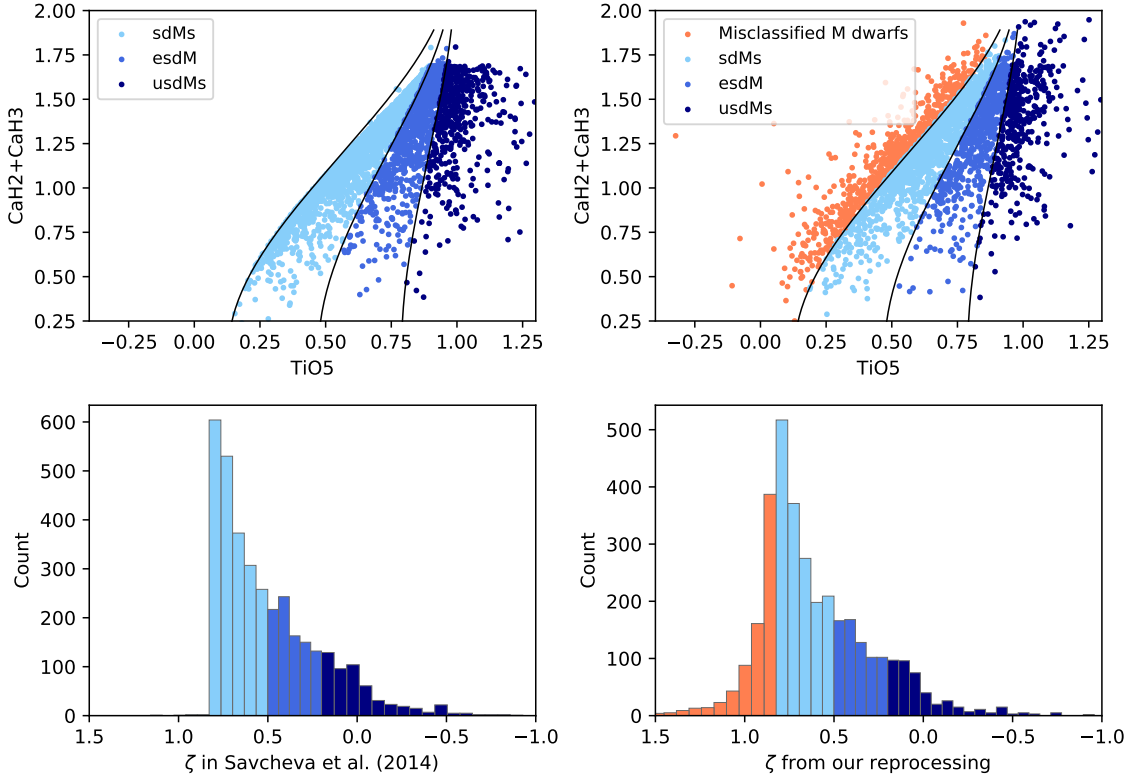 2.00
1.75
1.50
1.25
1.00
0.75
0.50
0.25
CaH2+CaH3
sdMs
esdM
usdMs
−0.25 0.00 0.25 0.50 0.75 1.00 1.25
TiO5
2.00
1.75
1.50
1.25
1.00
0.75
0.50
0.25
CaH2+CaH3
Misclassified M dwarfs
sdMs
esdM
usdMs
−0.25 0.00 0.25 0.50 0.75 1.00 1.25
TiO5
600
500
400
300
200
100
0
Count
1.5 1.0 0.5 0.0 −0.5 −1.0
ζ in Savcheva et al. (2014)
500
400
300
200
100
0
Count
1.5 1.0 0.5 0.0 −0.5 −1.0
ζ from our reprocessing